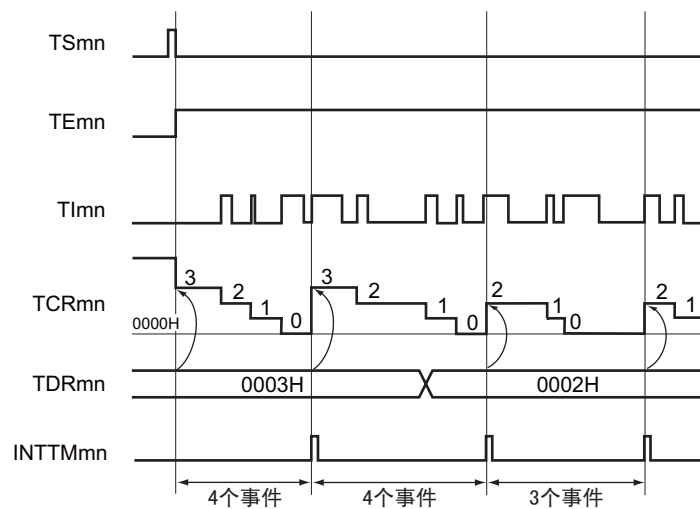 TSmn
TEmn
TImn
TCRmn
0000H
3 2 1 0 3 2 1 0 2 1 0 2 1
TDRmn
0003H 0002H
INTTMmn
4个事件 4个事件 3个事件